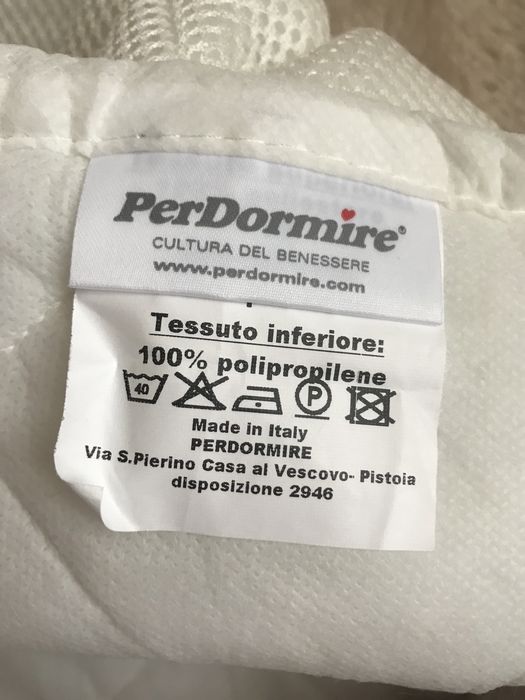 PerDormire®
CULTURA DEL BENESSERE
www.perdormire.com
Tessuto inferiore:
100% polipropilene
40 P
Made in Italy
PERDORMIRE
Via S.Pierino Casa al Vescovo- Pistoia
disposizione 2946